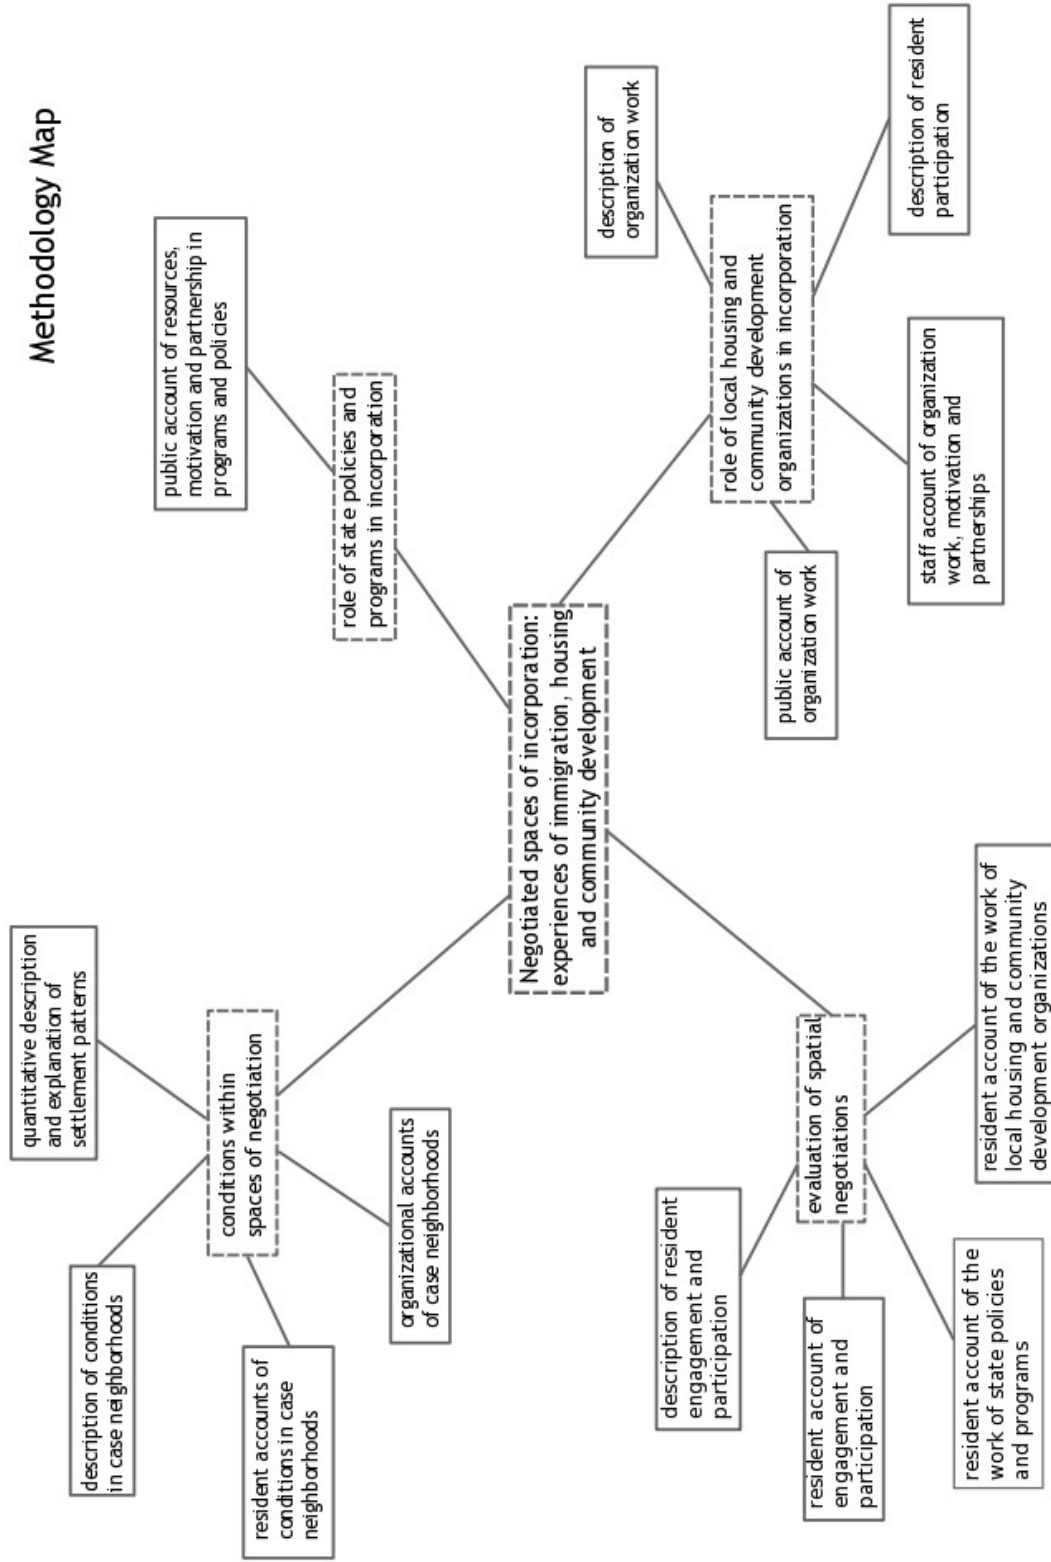 Methodology Map
quantitative description
and explanation of
settlement patterns
description of conditions
in case neighborhoods
conditions within
spaces of negotiation
resident accounts of
conditions in case
neighborhoods
organizational accounts
of case neighborhoods
public account of resources,
motivation and partnership in
programs and policies
role of state policies and
programs in incorporation
Negotiated spaces of incorporation:
experiences of immigration, housing
and community development
description of
organization work
role of local housing and
community development
organizations in incorporation
public account of
organization work
staff account of organization
work, motivation and
partnerships
description of resident
participation
description of resident
engagement and
participation
evaluation of spatial
negotiations
resident account of
engagement and
participation
resident account of the
work of state policies
and programs
resident account of the work of
local housing and community
development organizations